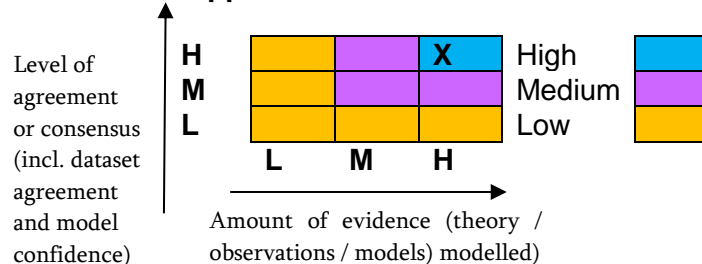 Level of
agreement
or consensus
(incl. dataset
agreement
and model
confidence)
H X High
M Medium
L Low
L M H
Amount of evidence (theory /
observations / models) modelled)